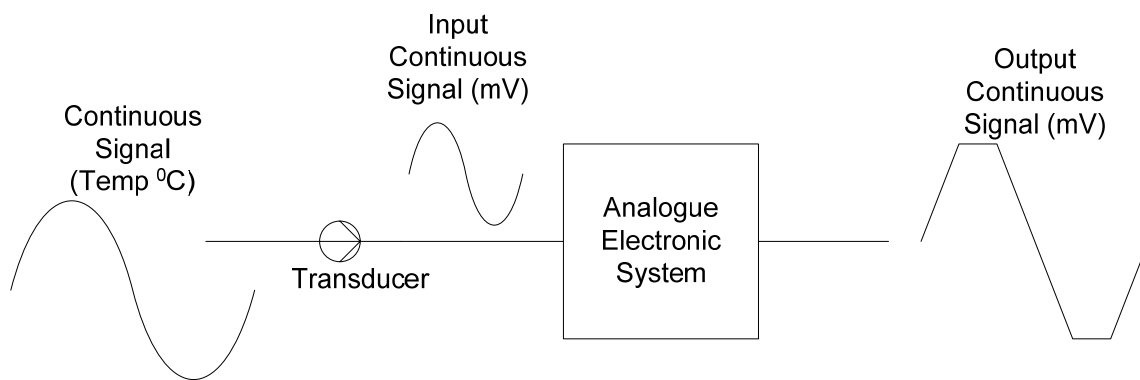 Continuous
Signal
(Temp ⁰C)
Transducer
Input
Continuous
Signal (mV)
Analogue
Electronic
System
Output
Continuous
Signal (mV)